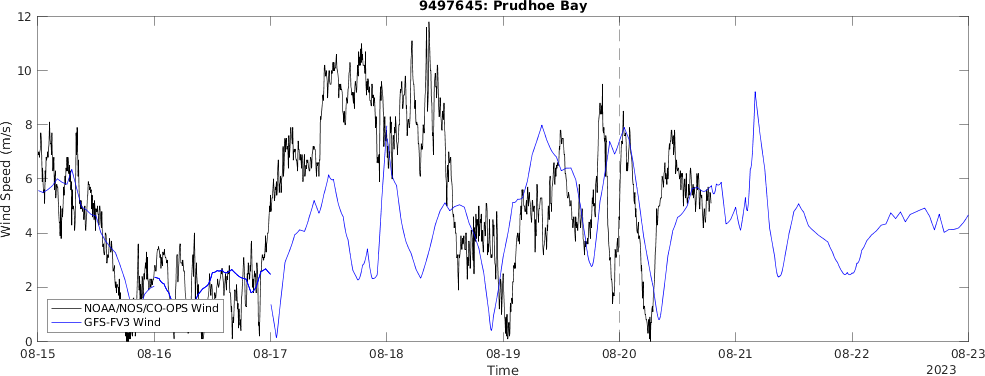 9497645: Prudhoe Bay
12
10
8
6
4
2
0
Wind Speed (m/s)
NOAA/NOS/CO-OPS Wind
GFS-FV3 Wind
08-15 08-16 08-17 08-18 08-19 08-20 08-21 08-22 08-23
Time
2023